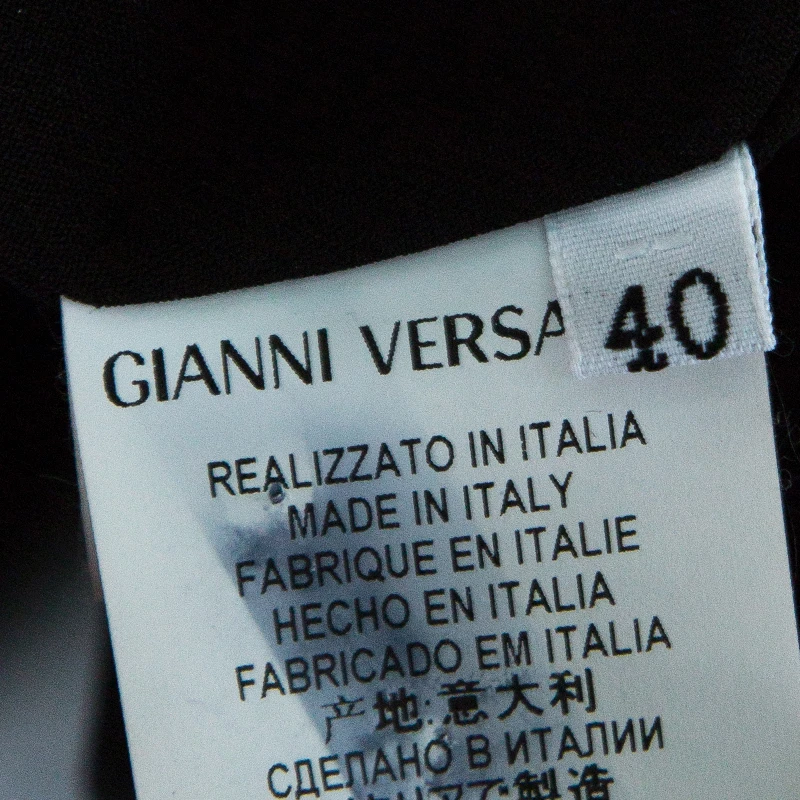 GIANNI VERSA
40
REALIZZATO IN ITALIA
MADE IN ITALY
FABRIQUE EN ITALIE
HECHO EN ITALIA
FABRICADO EM ITALIA
产地:意大利
СДЕЛАНО В ИТАЛИИ